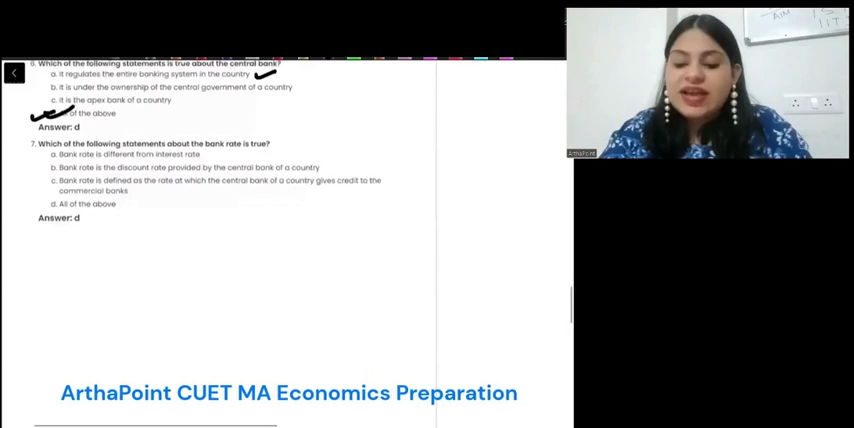 6. Which of the following statements is true about the central bank?
a. It regulates the entire banking system in the country
b. It is under the ownership of the central government of a country
c. It is the apex bank of a country
of the above
Answer: d
7. Which of the following statements about the bank rate is true?
a. Bank rate is different from interest rate
b. Bank rate is the discount rate provided by the central bank of a country
c. Bank rate is defined as the rate at which the central bank of a country gives credit to the
commercial banks
d. All of the above
Answer: d
ArthaPoint CUET MA Economics Preparation
ArthaPoint
AIM
IIT